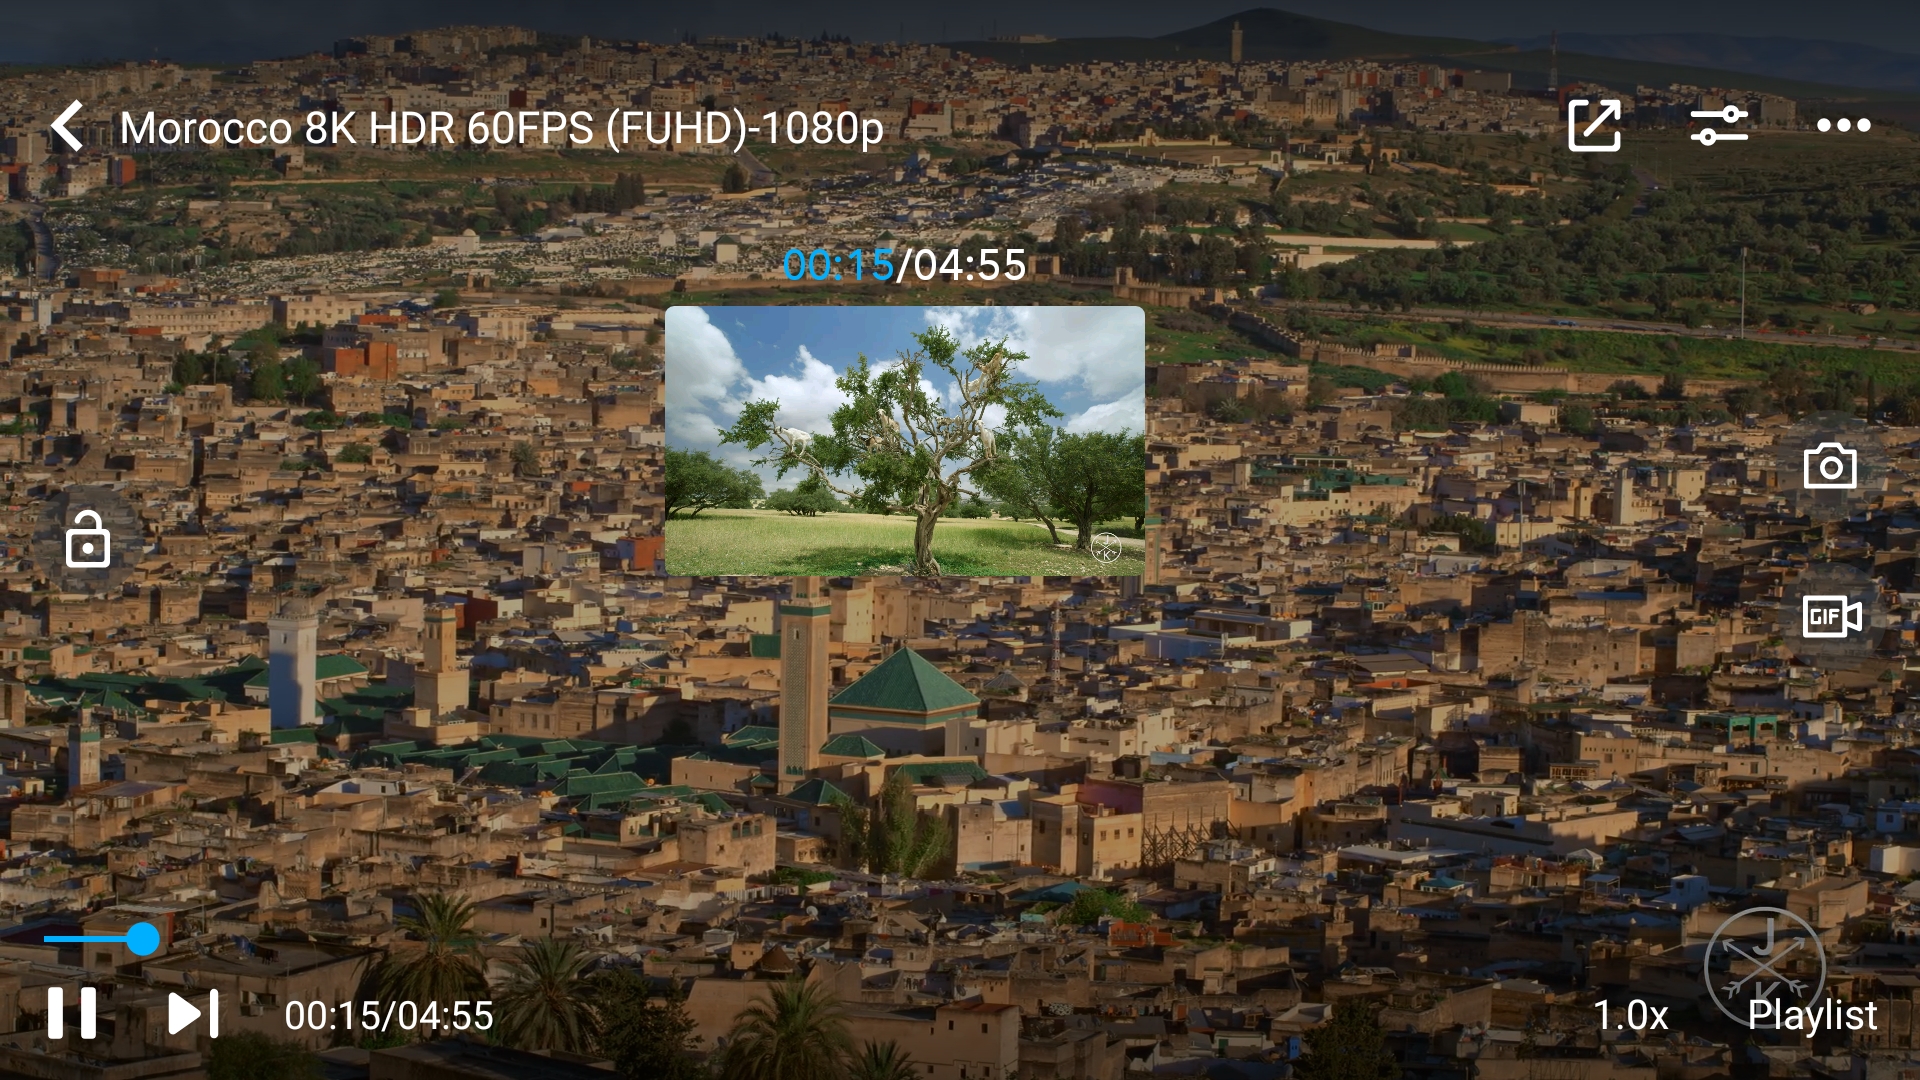 Morocco 8K HDR 60FPS (FUHD)-1080p
00:15/04:55
J
K
GIF
00:15/04:55
1.0x
Playlist
J
K